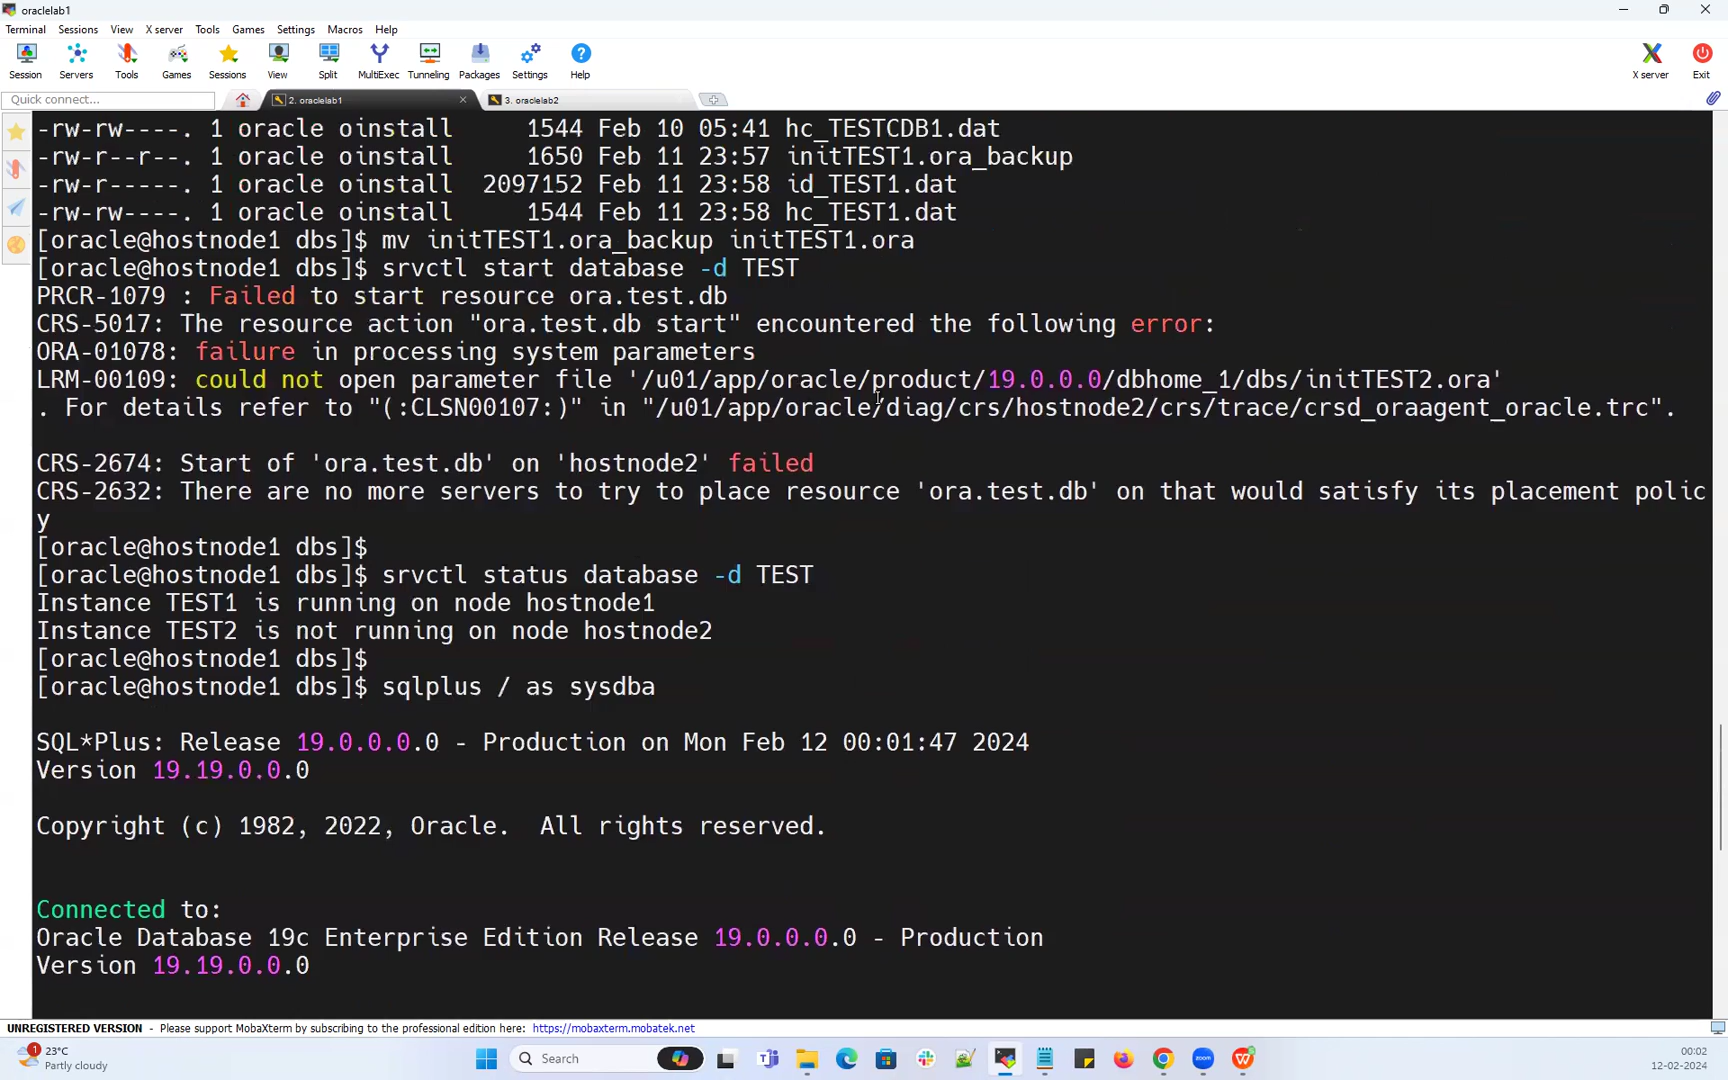 oraclelab1
Terminal Sessions View X server Tools Games Settings Macros Help
Session Servers Tools Games Sessions View Split MultiExec Tunneling Packages Settings Help X server Exit
Quick connect... 2. oraclelab1 3. oraclelab2
-rw-rw----. 1 oracle oinstall 1544 Feb 10 05:41 hc_TESTCDB1.dat
-rw-r--r--. 1 oracle oinstall 1650 Feb 11 23:57 initTEST1.ora_backup
-rw-r-----. 1 oracle oinstall 2097152 Feb 11 23:58 id_TEST1.dat
-rw-rw----. 1 oracle oinstall 1544 Feb 11 23:58 hc_TEST1.dat
[oracle@hostnode1 dbs]$ mv initTEST1.ora_backup initTEST1.ora
[oracle@hostnode1 dbs]$ srvctl start database -d TEST
PRCR-1079 : Failed to start resource ora.test.db
CRS-5017: The resource action "ora.test.db start" encountered the following error:
ORA-01078: failure in processing system parameters
LRM-00109: could not open parameter file '/u01/app/oracle/product/19.0.0.0/dbhome_1/dbs/initTEST2.ora'
. For details refer to "(:CLSN00107:)" in "/u01/app/oracle/diag/crs/hostnode2/crs/trace/crsd_oraagent_oracle.trc".
CRS-2674: Start of 'ora.test.db' on 'hostnode2' failed
CRS-2632: There are no more servers to try to place resource 'ora.test.db' on that would satisfy its placement polic
y
[oracle@hostnode1 dbs]$
[oracle@hostnode1 dbs]$ srvctl status database -d TEST
Instance TEST1 is running on node hostnode1
Instance TEST2 is not running on node hostnode2
[oracle@hostnode1 dbs]$
[oracle@hostnode1 dbs]$ sqlplus / as sysdba
SQL*Plus: Release 19.0.0.0.0 - Production on Mon Feb 12 00:01:47 2024
Version 19.19.0.0.0
Copyright (c) 1982, 2022, Oracle. All rights reserved.
Connected to:
Oracle Database 19c Enterprise Edition Release 19.0.0.0.0 - Production
Version 19.19.0.0.0
UNREGISTERED VERSION - Please support MobaXterm by subscribing to the professional edition here: https://mobaxterm.mobatek.net
1
23°C
Partly cloudy
Search
00:02
12-02-2024